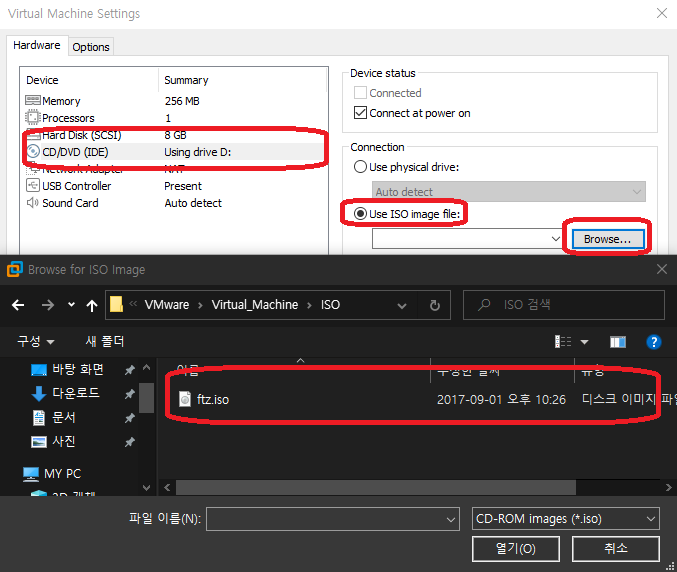 Virtual Machine Settings
Hardware Options
Device Summary
Memory 256 MB
Processors 1
Hard Disk (SCSI) 8 GB
CD/DVD (IDE) Using drive D:
Network Adapter NAT
USB Controller Present
Sound Card Auto detect
Device status
Connected
Connect at power on
Connection
Use physical drive:
Auto detect
Use ISO image file:
Browse...
Browse for ISO Image
« VMware › Virtual_Machine › ISO
ISO 검색
구성 새 폴더
바탕 화면
다운로드
문서
사진
MY PC
이름 수정한 날짜 유형
ftz.iso 2017-09-01 오후 10:26 디스크 이미지 파일
파일 이름(N): CD-ROM images (*.iso)
열기(O) 취소